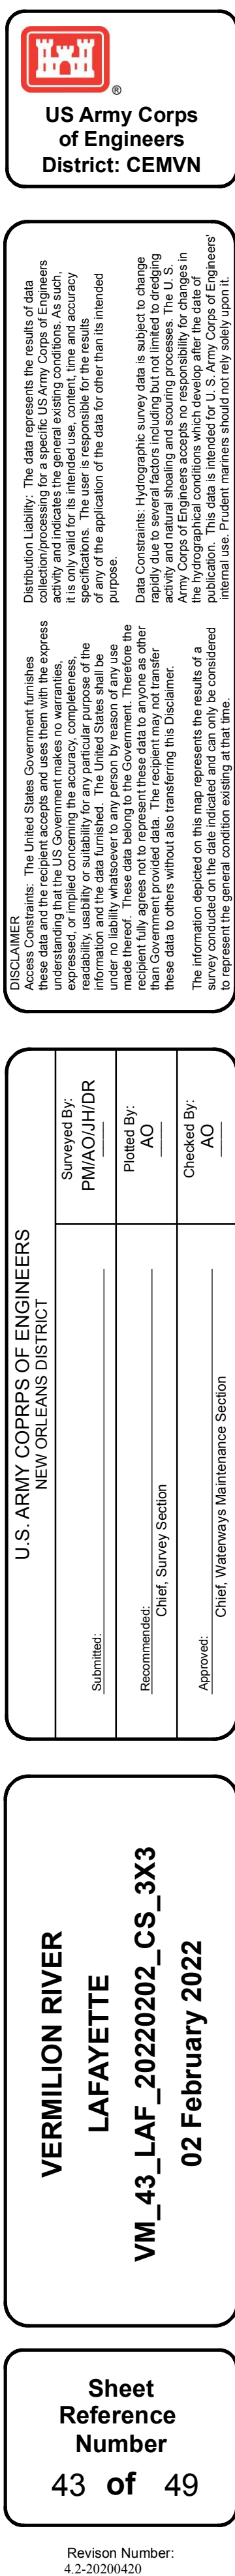 ®
US Army Corps
of Engineers
District: CEMVN
DISCLAIMER
Access Constraints: The United States Government furnishes
these data and the recipient accepts and uses them with the express
understanding that the US Government makes no warranties,
expressed, or implied concerning the accuracy, completeness,
readability, usability or suitability for any particular purpose of the
information and the data furnished. The United States shall be
under no liability whatsoever to any person by reason of any use
made thereof. These data belong to the Government. Therefore the
recipient fully agrees not to represent these data to anyone as other
than Government provided data. The recipient may not transfer
these data to others without also transferring this Disclaimer.
The information depicted on this map represents the results of a
survey conducted on the date indicated and can only be considered
to represent the general condition existing at that time.
Distribution Liability: The data represents the results of data
collection/processing for a specific US Army Corps of Engineers
activity and indicates the general existing conditions. As such,
it is only valid for its intended use, content, time and accuracy
specifications. The user is responsible for the results
of any of the application of the data for other than its intended
purpose.
Data Constraints: Hydrographic survey data is subject to change
rapidly due to several factors including but not limited to dredging
activity and natural shoaling and scouring processes. The U. S.
Army Corps of Engineers accepts no responsibility for changes in
the hydrographical conditions which develop after the date of
publication. This data is intended for U. S. Army Corps of Engineers'
internal use. Prudent mariners should not rely solely upon it.
U.S. ARMY COPRPS OF ENGINEERS
NEW ORLEANS DISTRICT
Submitted:
Surveyed By:
PM/AO/JH/DR
Recommended:
Chief, Survey Section
Plotted By:
AO
Approved:
Chief, Waterways Maintenance Section
Checked By:
AO
VERMILION RIVER
LAFAYETTE
VM_43_LAF_20220202_CS_3X3
02 February 2022
Sheet
Reference
Number
43 of 49
Revison Number:
4.2-20200420